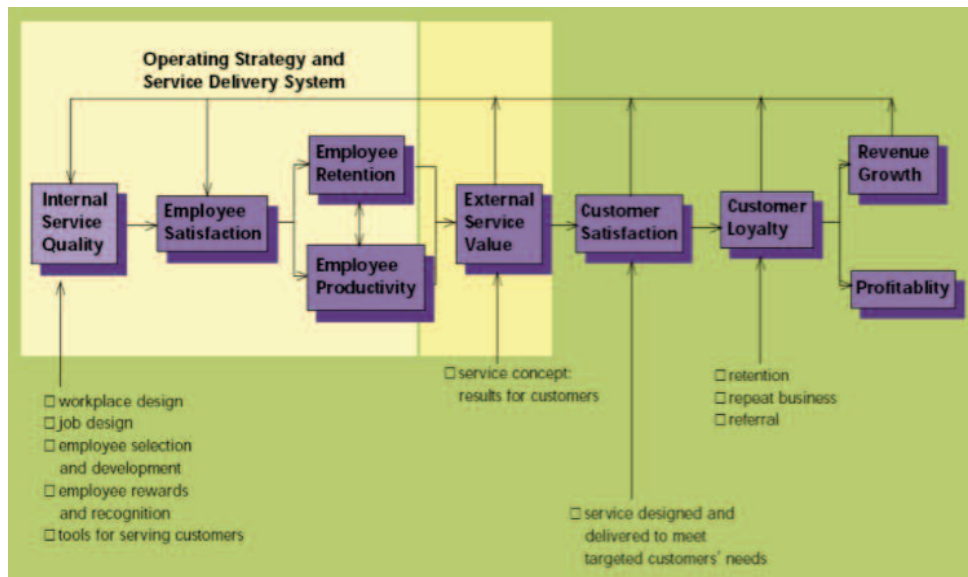 Operating Strategy and
Service Delivery System
Internal
Service
Quality
Employee
Satisfaction
Employee
Retention
Employee
Productivity
External
Service
Value
Customer
Satisfaction
Customer
Loyalty
Revenue
Growth
Profitablity
□ workplace design
□ job design
□ employee selection
and development
□ employee rewards
and recognition
□ tools for serving customers
□ service concept:
results for customers
□ service designed and
delivered to meet
targeted customers' needs
□ retention
□ repeat business
□ referral